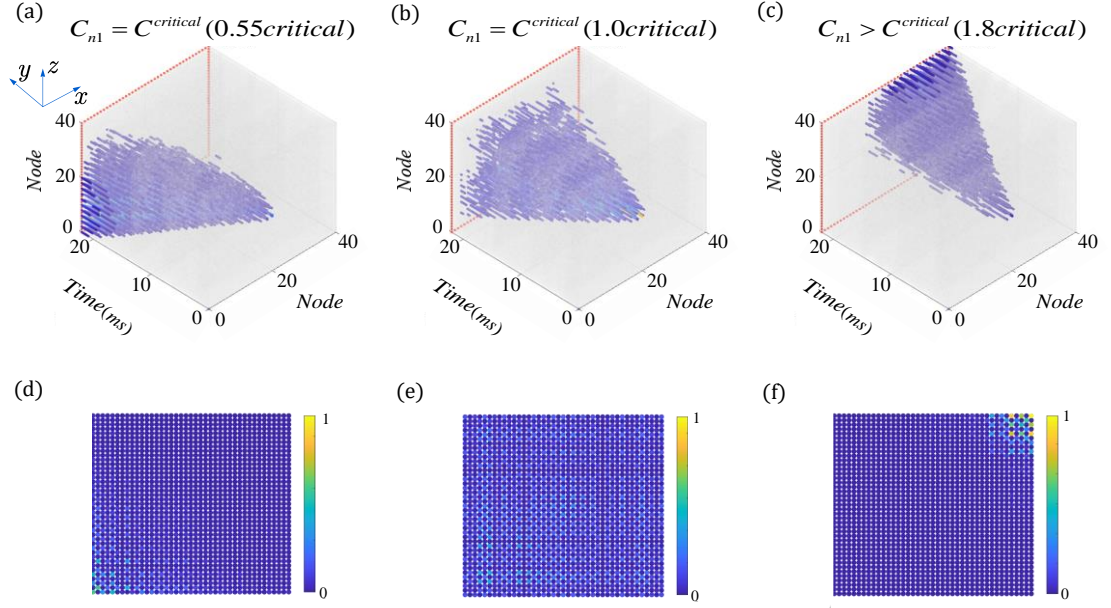 (a)
C_{n1} = C^{critical} (0.55critical)
(b)
C_{n1} = C^{critical} (1.0critical)
(c)
C_{n1} > C^{critical} (1.8critical)
y z x
40
20
0
Node
20
10
0
Time(ms)
0
20
40
Node
40
20
0
Node
20
10
0
Time(ms)
0
20
40
Node
40
20
0
Node
20
10
0
Time(ms)
0
20
40
Node
(d)
1
0
(e)
1
0
(f)
1
0